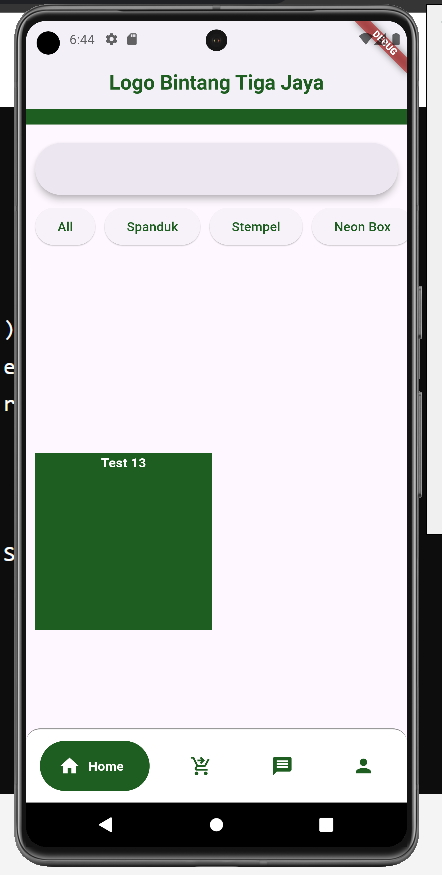 6:44
DEBUG
Logo Bintang Tiga Jaya
All Spanduk Stempel Neon Box
)
e
r
Test 13
S
Home